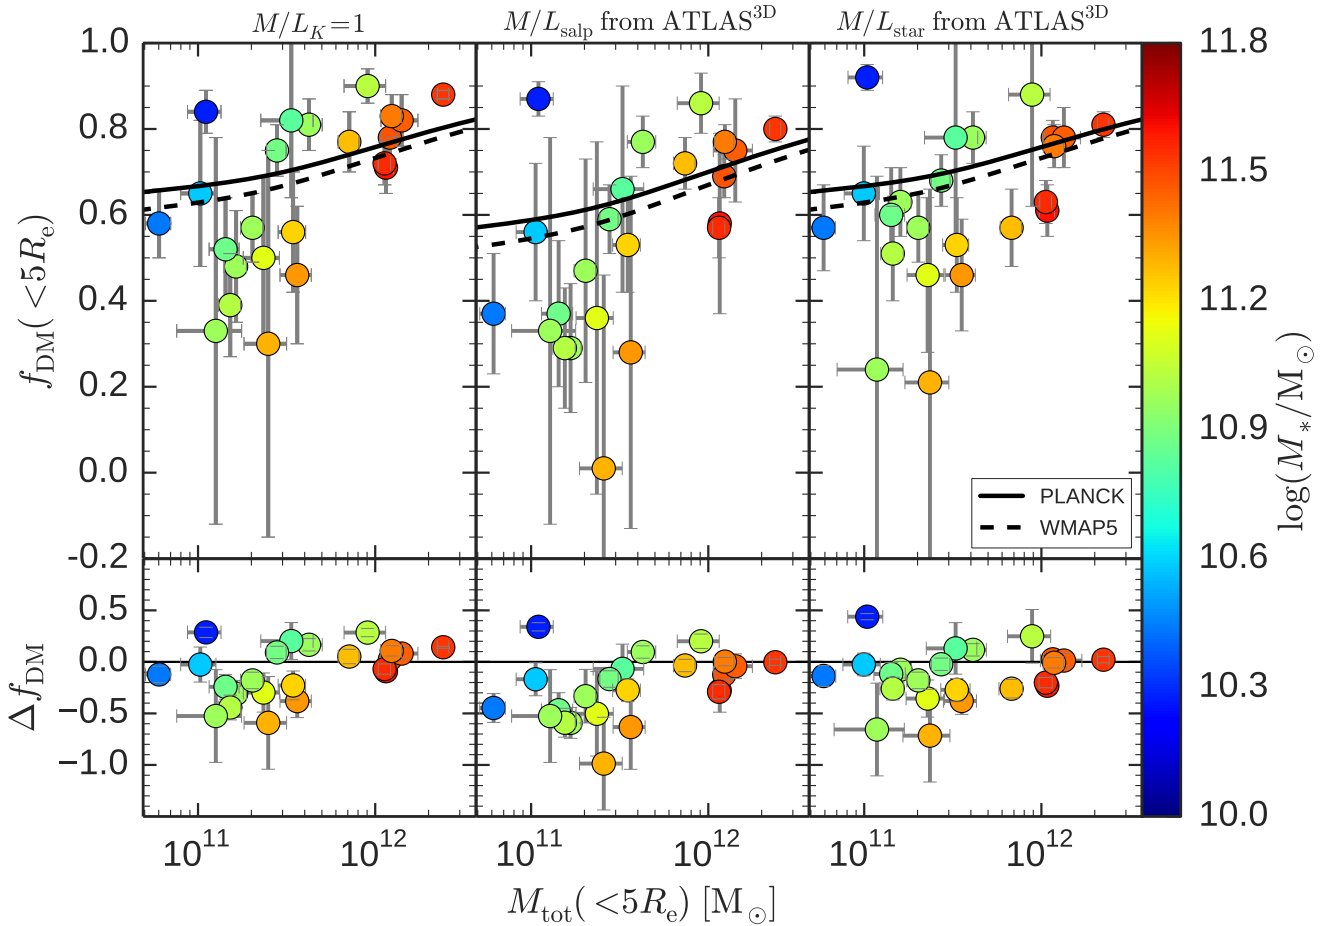 M/L_K=1
M/L_salp from ATLAS^3D
M/L_star from ATLAS^3D
1.0
0.8
0.6
0.4
0.2
0.0
-0.2
f_DM(<5R_e)
PLANCK
WMAP5
0.5
0.0
−0.5
−1.0
Δf_DM
10^11 10^12
10^11 10^12
10^11 10^12
M_tot(<5R_e) [M_⊙]
11.8
11.5
11.2
10.9
10.6
10.3
10.0
log(M_*/M_⊙)